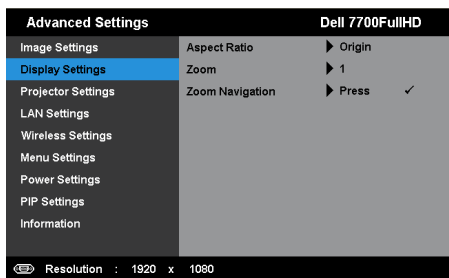 Advanced Settings Dell 7700FullHD
Image Settings Aspect Ratio Origin
Display Settings Zoom 1
Projector Settings Zoom Navigation Press ✓
LAN Settings
Wireless Settings
Menu Settings
Power Settings
PIP Settings
Information
Resolution : 1920 x 1080